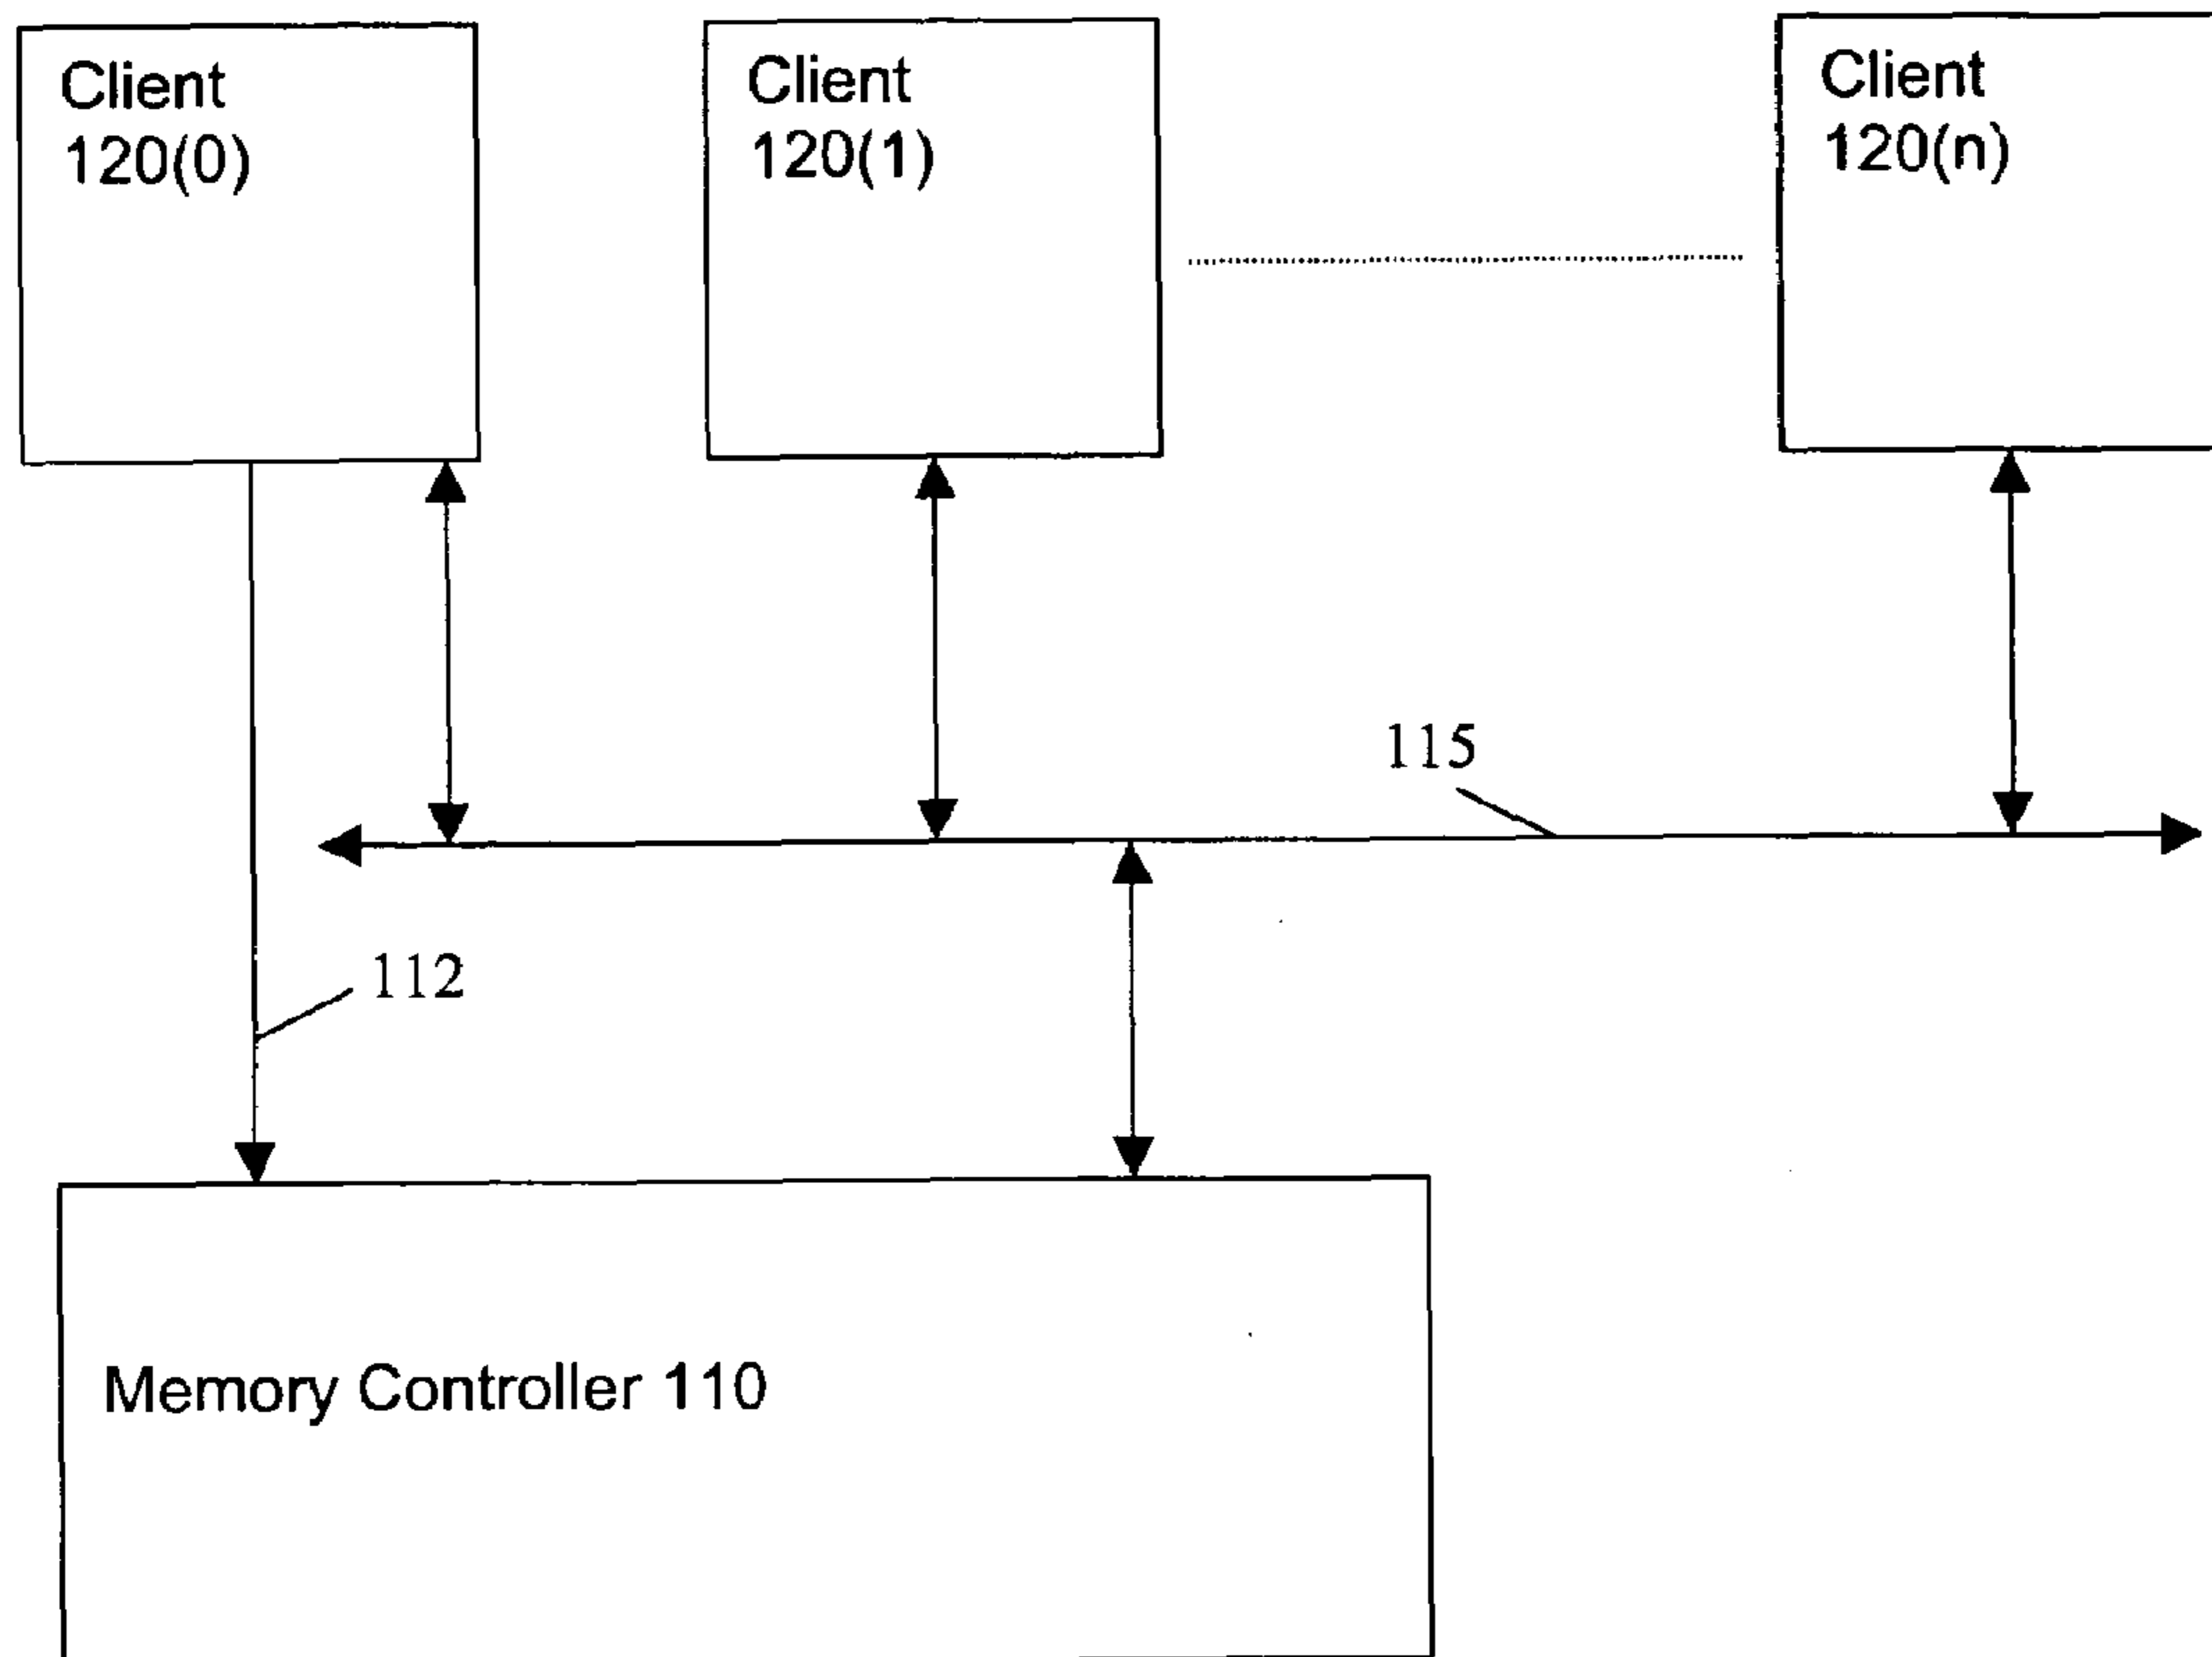 Client
120(0)
Client
120(1)
Client
120(n)
115
112
Memory Controller 110